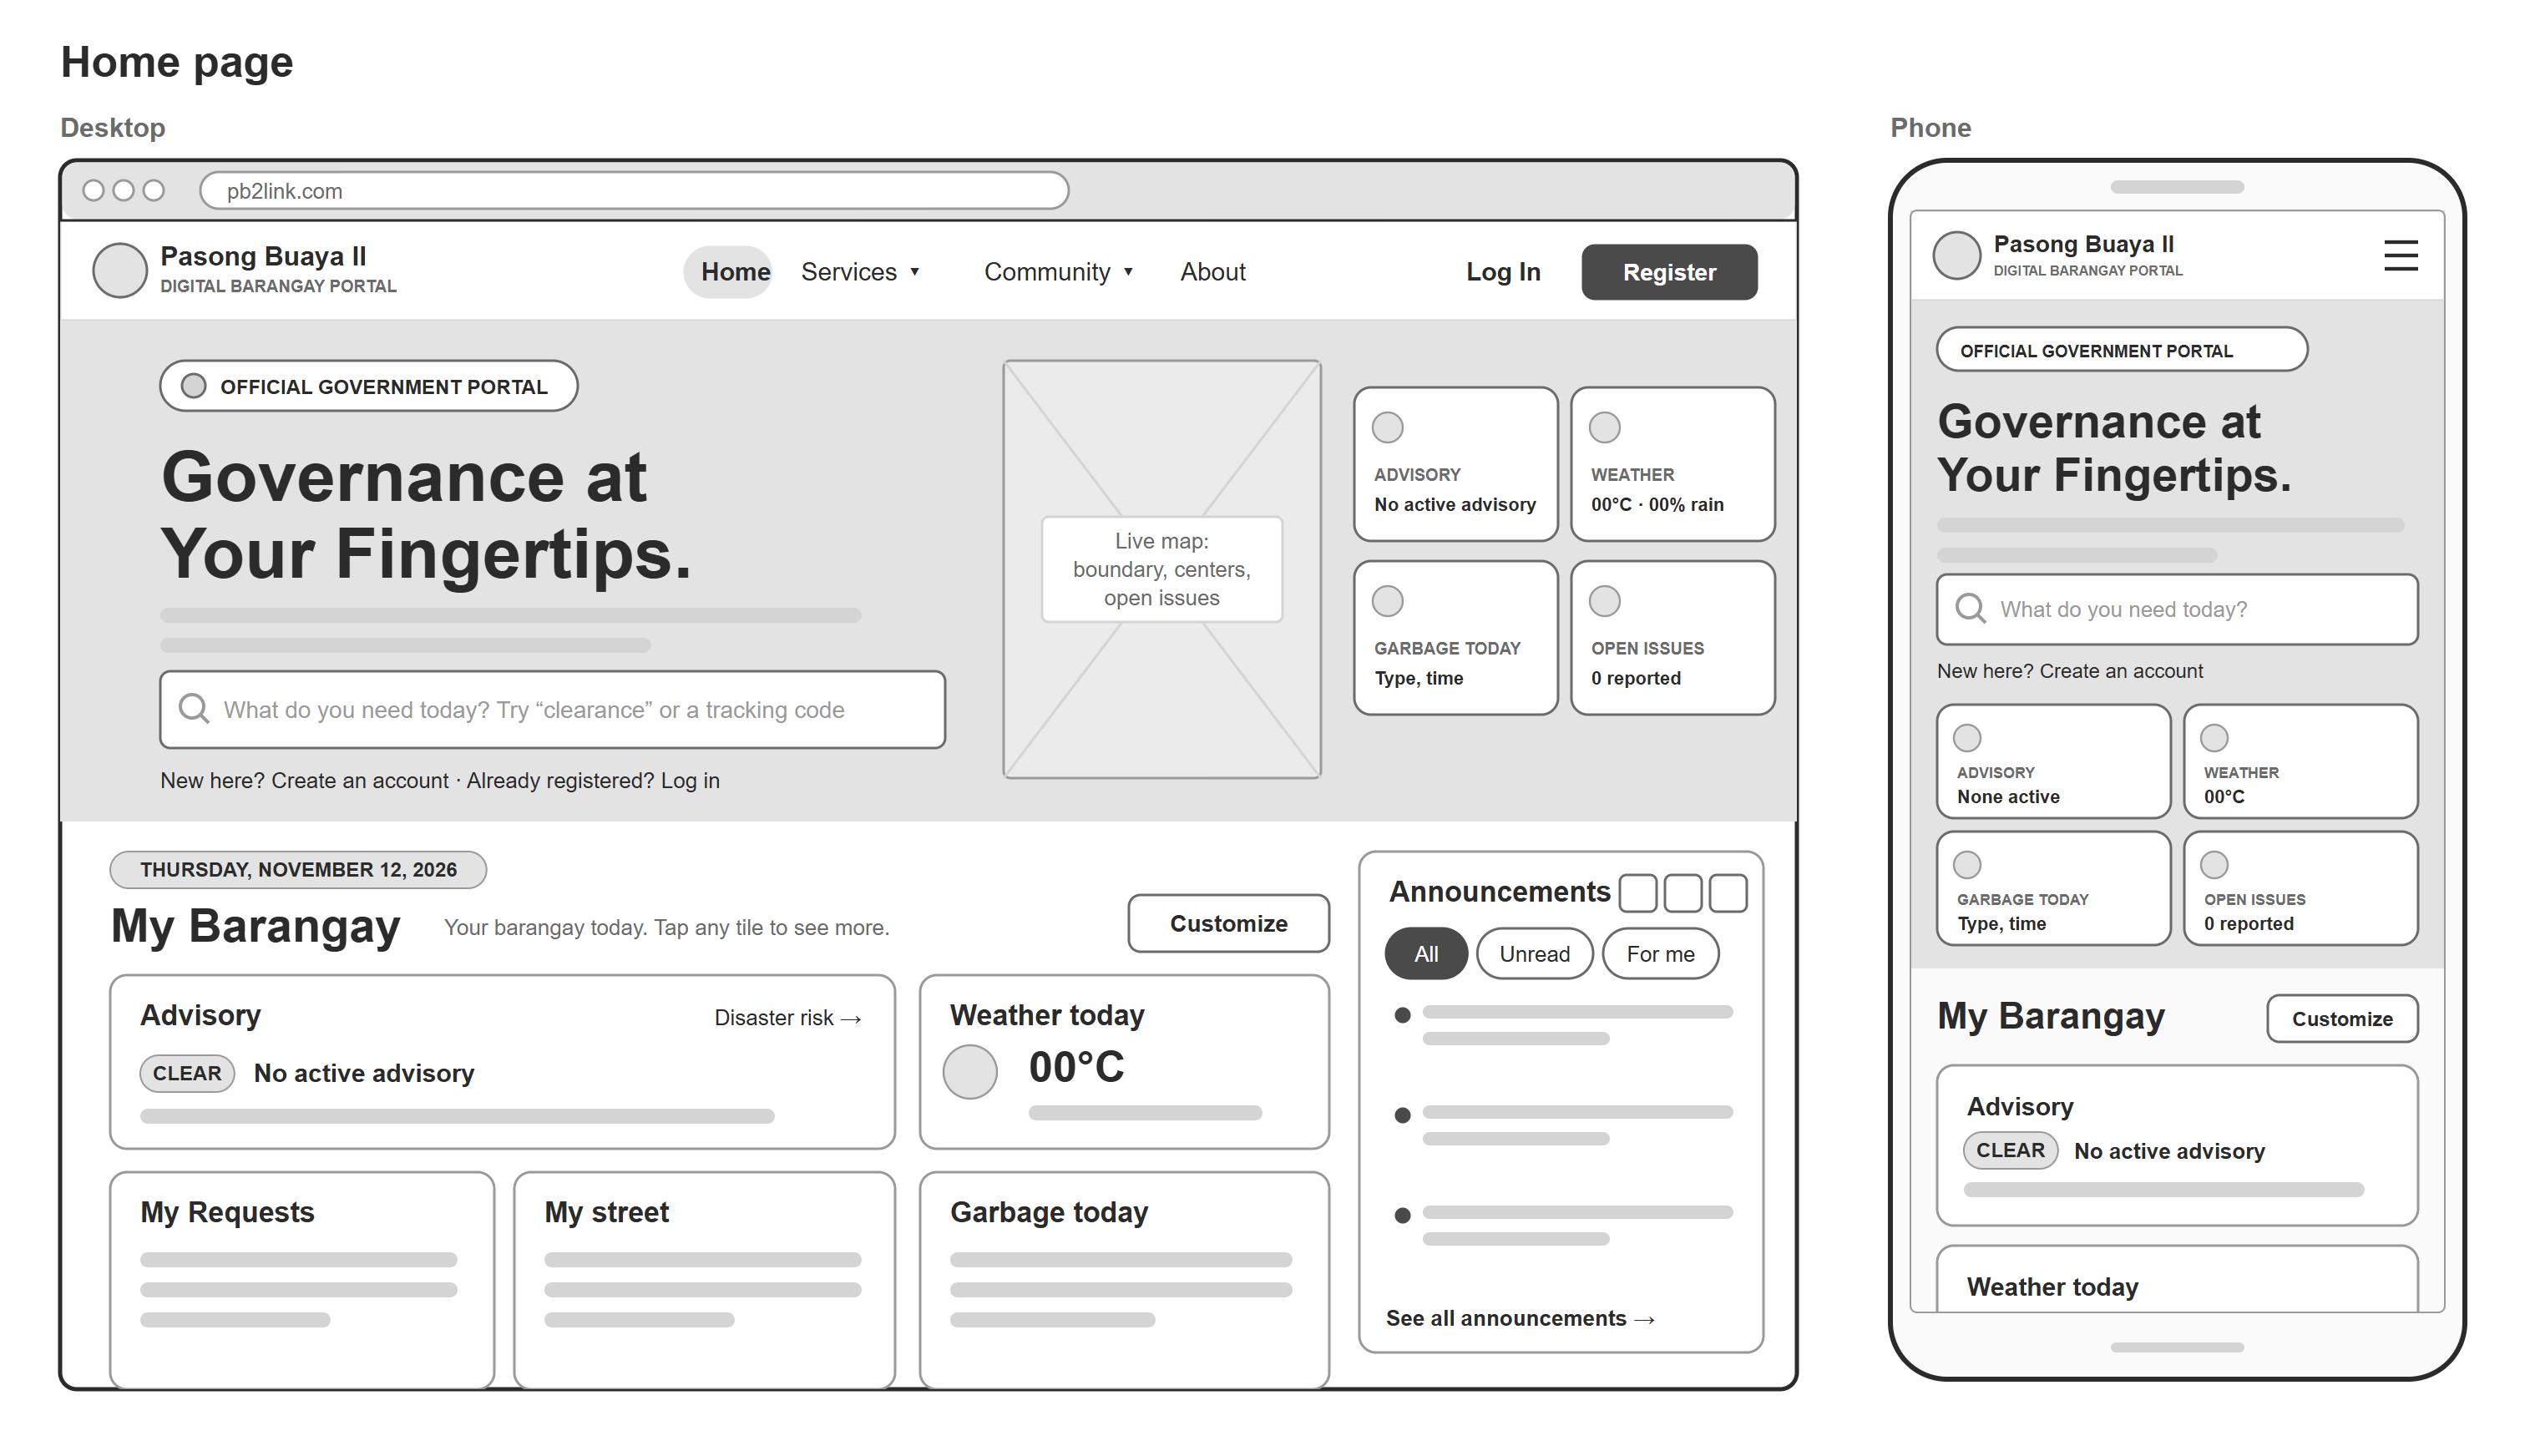 Home page
Desktop
pb2link.com
Pasong Buaya II
DIGITAL BARANGAY PORTAL
Home
Services ▼
Community ▼
About
Log In
Register
OFFICIAL GOVERNMENT PORTAL
Governance at
Your Fingertips.
What do you need today? Try “clearance” or a tracking code
New here? Create an account · Already registered? Log in
Live map:
boundary, centers,
open issues
ADVISORY
No active advisory
WEATHER
00°C · 00% rain
GARBAGE TODAY
Type, time
OPEN ISSUES
0 reported
THURSDAY, NOVEMBER 12, 2026
My Barangay
Your barangay today. Tap any tile to see more.
Customize
Advisory
Disaster risk →
CLEAR
No active advisory
Weather today
00°C
My Requests
My street
Garbage today
Announcements
All
Unread
For me
See all announcements →
Phone
Pasong Buaya II
DIGITAL BARANGAY PORTAL
OFFICIAL GOVERNMENT PORTAL
Governance at
Your Fingertips.
What do you need today?
New here? Create an account
ADVISORY
None active
WEATHER
00°C
GARBAGE TODAY
Type, time
OPEN ISSUES
0 reported
My Barangay
Customize
Advisory
CLEAR
No active advisory
Weather today